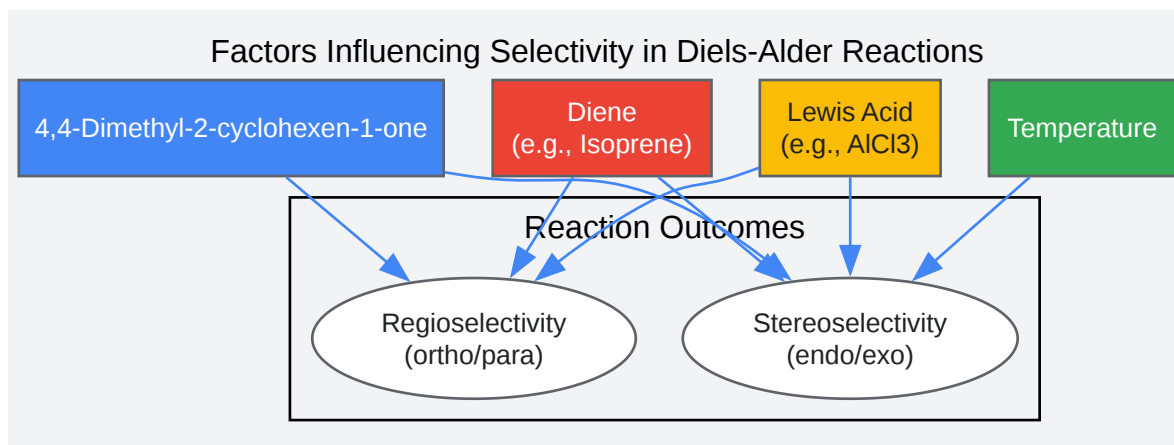 Factors Influencing Selectivity in Diels-Alder Reactions
4,4-Dimethyl-2-cyclohexen-1-one
Diene
(e.g., Isoprene)
Lewis Acid
(e.g., AlCl3)
Temperature
Reaction Outcomes
Regioselectivity
(ortho/para)
Stereoselectivity
(endo/exo)